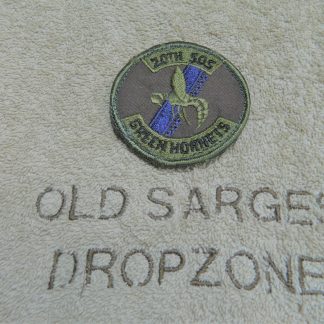 20TH SOS
GREEN HORNETS
OLD SARGES
DROPZONE